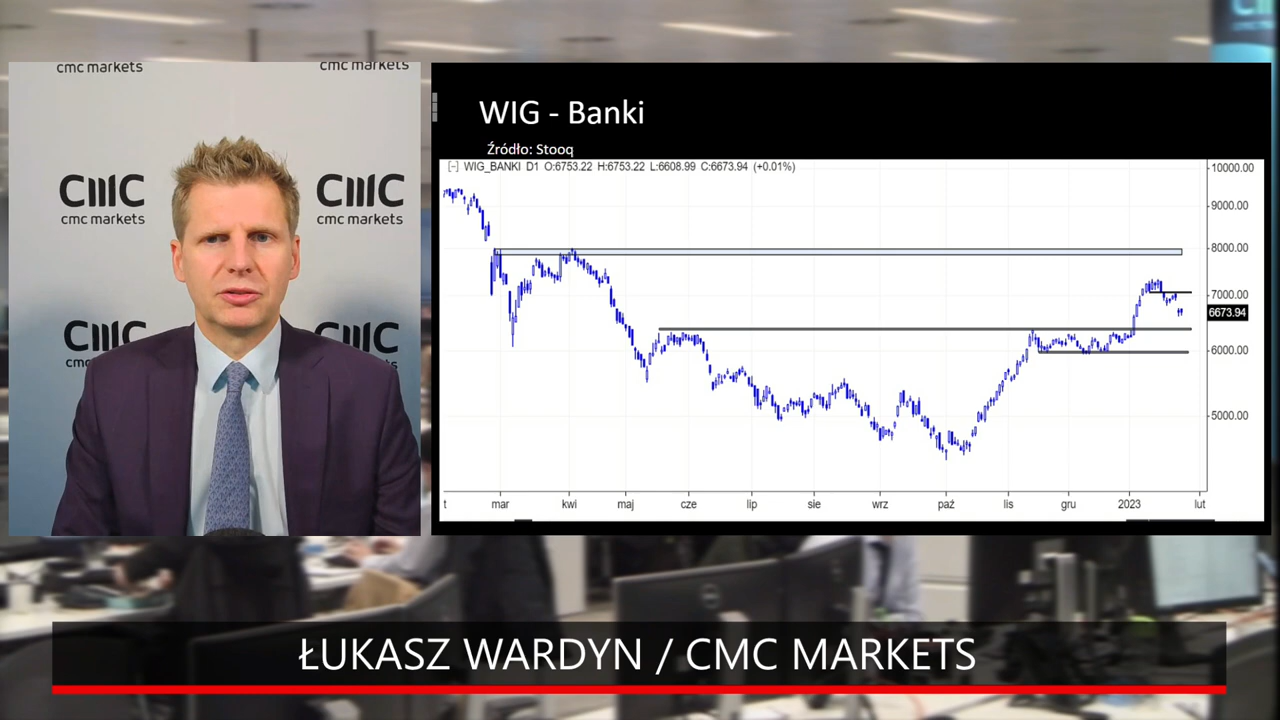 cmc markets
cmc markets
CMC
cmc markets
CMC
cmc markets
CMC
CMC
WIG - Banki
Źródło: Stooq
[-] WIG_BANKI D1 O:6753.22 H:6753.22 L:6608.99 C:6673.94 (+0.01%)
10000.00
9000.00
8000.00
7000.00
6673.94
6000.00
5000.00
t mar kwi maj cze lip sie wrz paź lis gru 2023 lut
ŁUKASZ WARDYN / CMC MARKETS